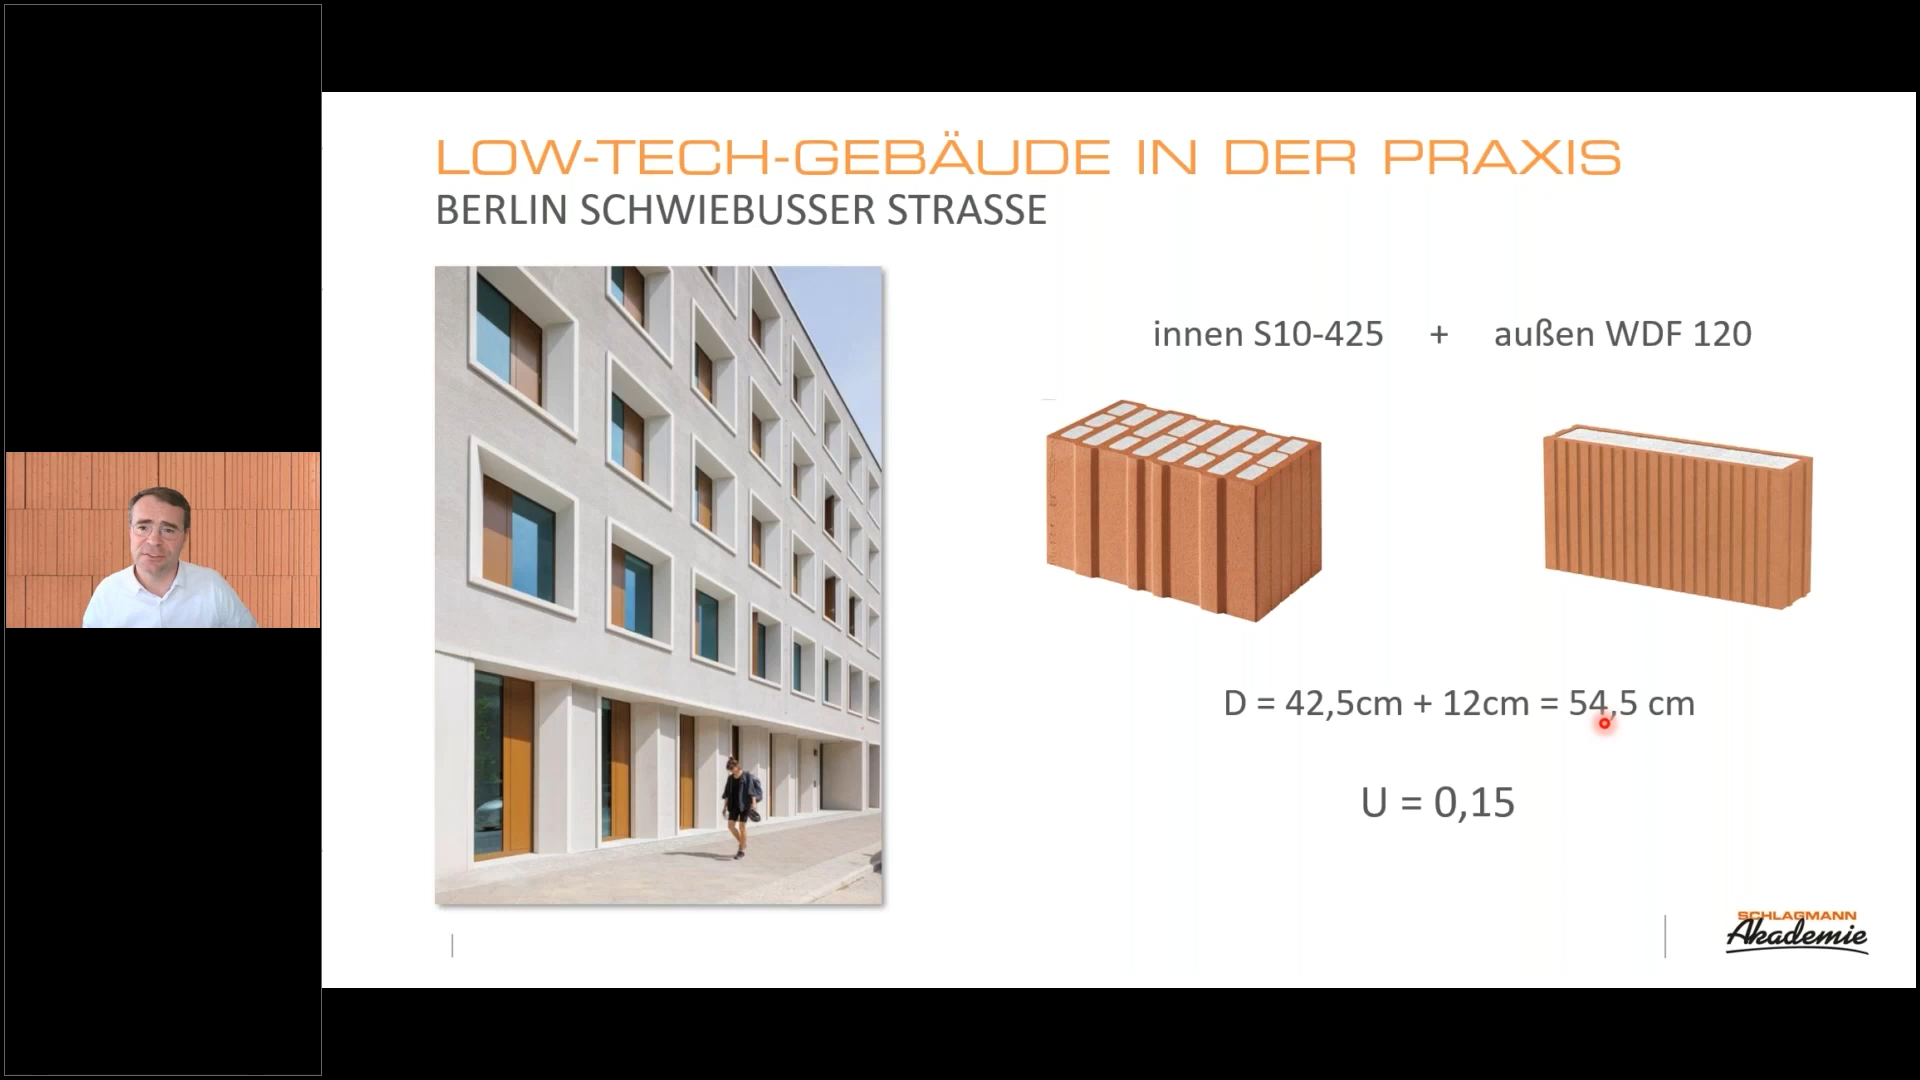 LOW-TECH-GEBÄUDE IN DER PRAXIS
BERLIN SCHWIEBUSSER STRASSE
innen S10-425 + außen WDF 120
D = 42,5cm + 12cm = 54,5 cm
U = 0,15
SCHLAGMANN
Akademie